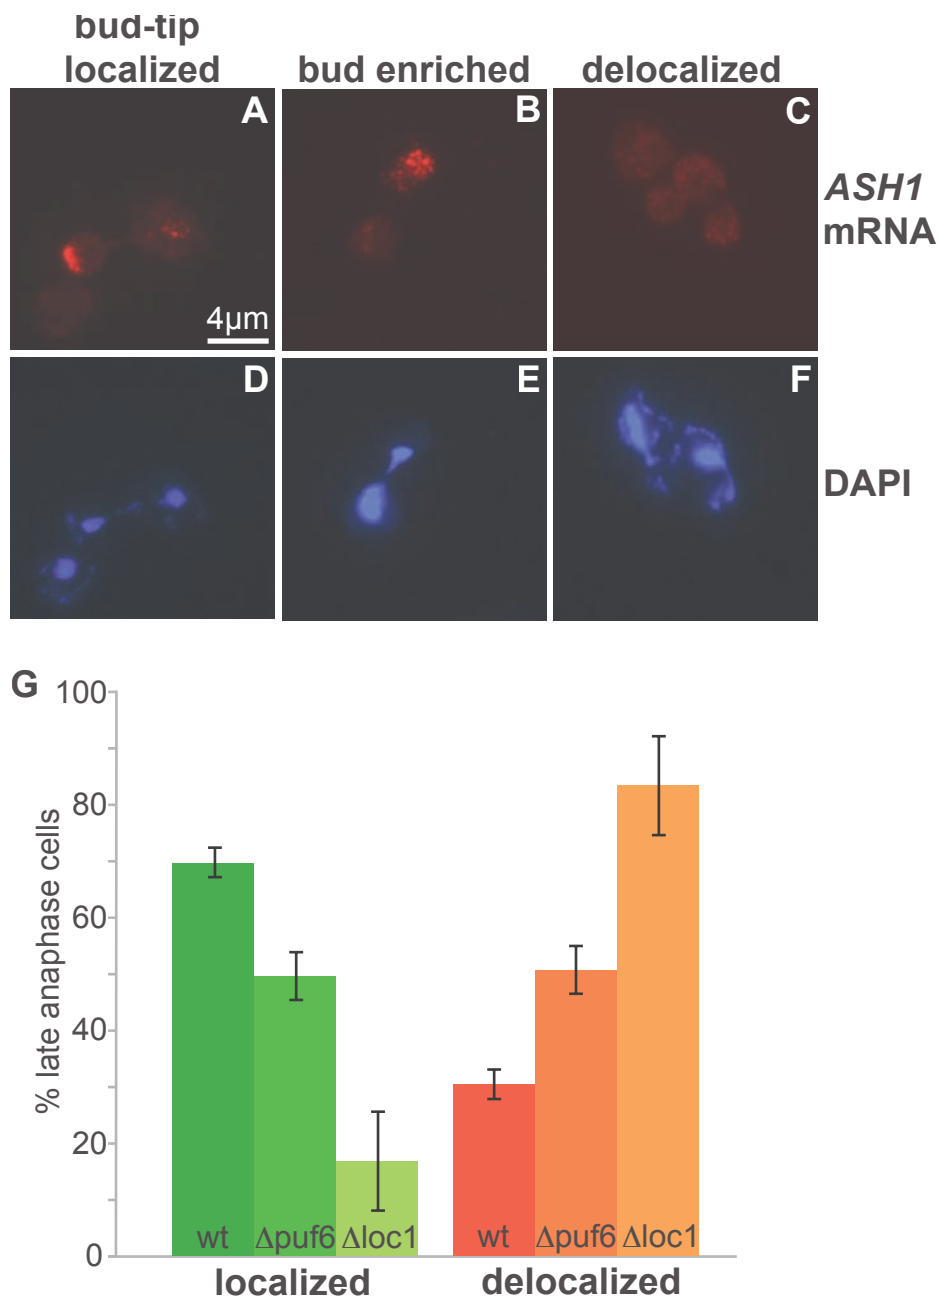 bud-tip
localized
bud enriched
delocalized
A
B
C
ASH1
mRNA
4µm
D
E
F
DAPI
G
100
80
60
40
20
0
% late anaphase cells
wt
Δpuf6
Δloc1
wt
Δpuf6
Δloc1
localized
delocalized